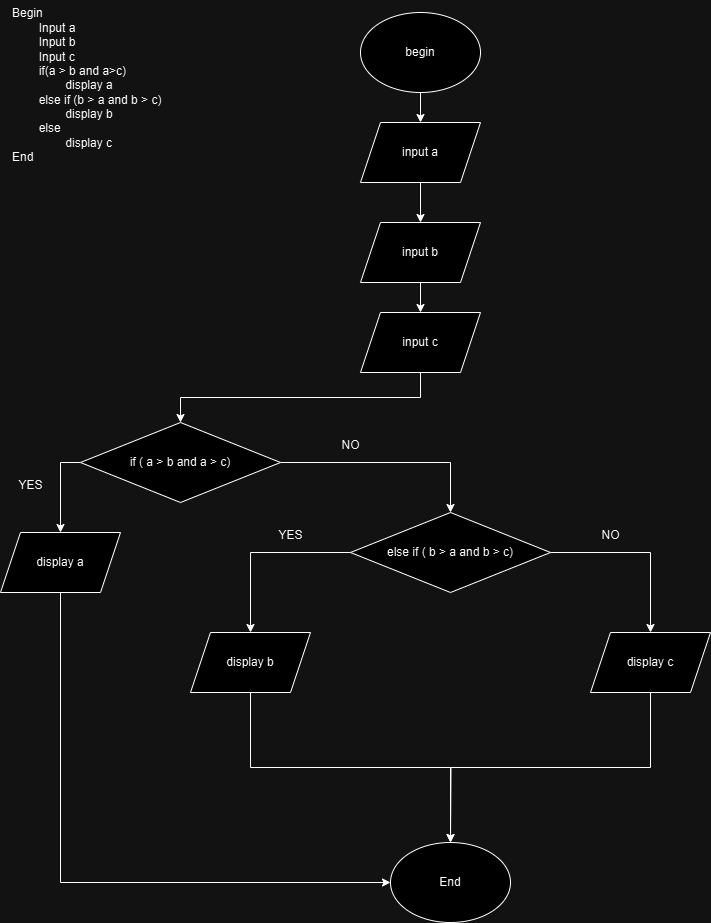 Begin
Input a
Input b
Input c
if(a > b and a>c)
display a
else if (b > a and b > c)
display b
else
display c
End
begin
input a
input b
input c
if ( a > b and a > c)
NO
YES
display a
else if ( b > a and b > c)
YES
NO
display b
display c
End